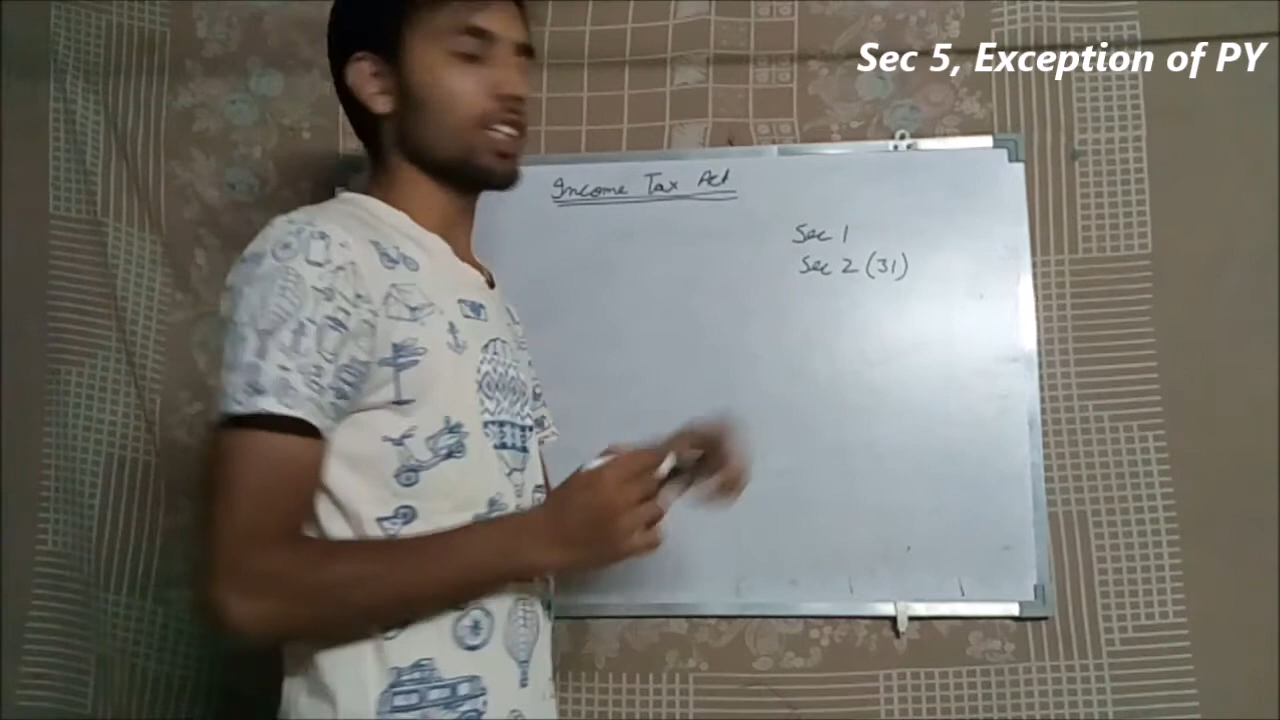 Sec 5, Exception of PY
Income Tax Act
Sec 1
Sec 2 (31)